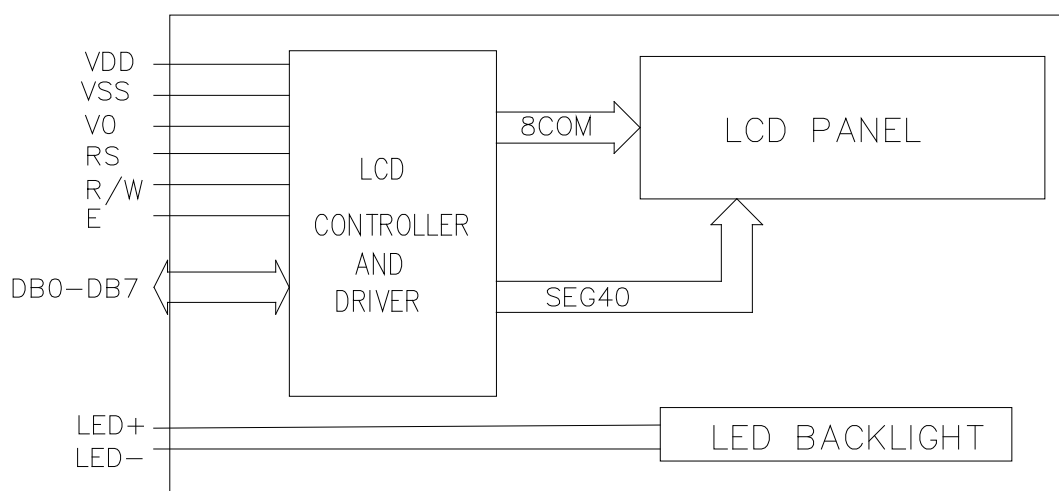 VDD
VSS
V0
RS
R/W
E
DB0-DB7
LED+
LED-
LCD
CONTROLLER
AND
DRIVER
8COM
SEG40
LCD PANEL
LED BACKLIGHT